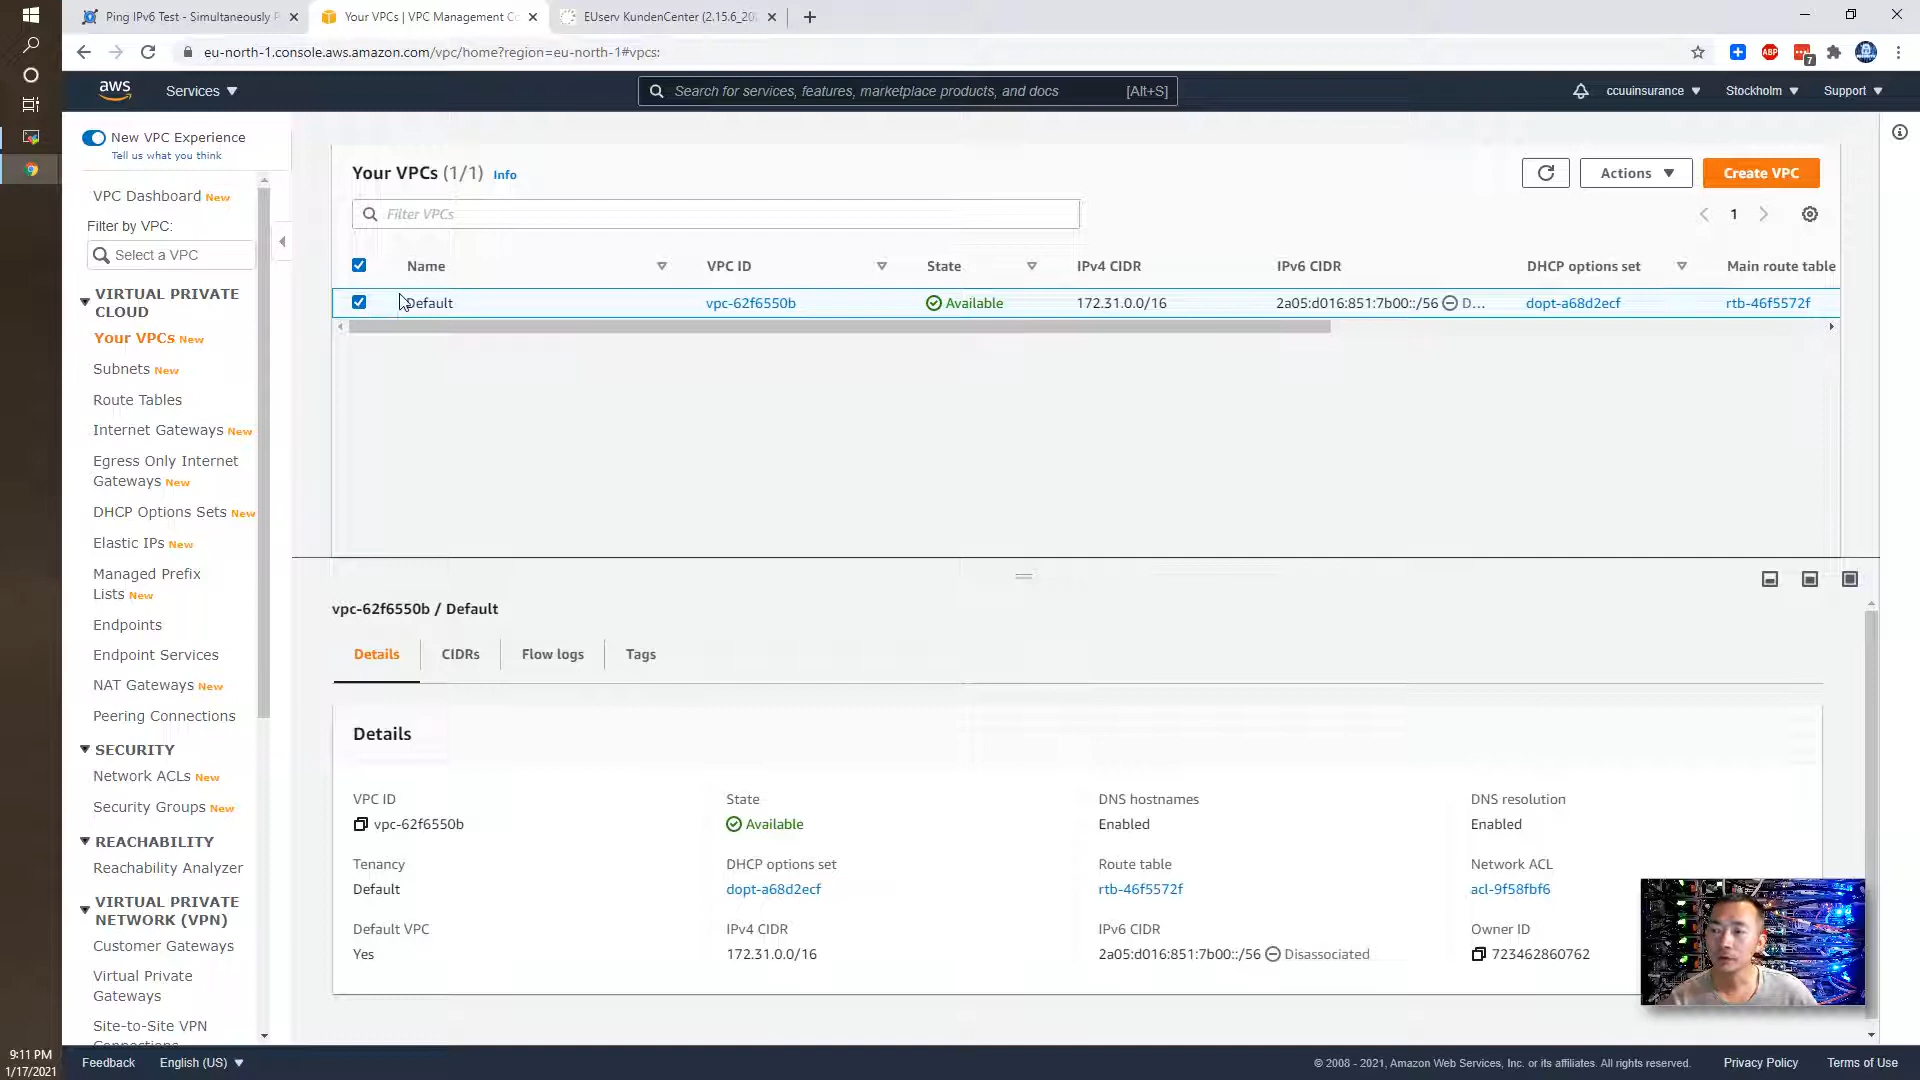 Ping IPv6 Test - Simultaneously P
Your VPCs | VPC Management Co
EUserv KundenCenter (2.15.6_20
eu-north-1.console.aws.amazon.com/vpc/home?region=eu-north-1#vpcs:
ABP
7
aws
Services
Search for services, features, marketplace products, and docs
[Alt+S]
ccuuinsurance
Stockholm
Support
New VPC Experience
Tell us what you think
VPC Dashboard New
Filter by VPC:
Select a VPC
VIRTUAL PRIVATE
CLOUD
Your VPCs New
Subnets New
Route Tables
Internet Gateways New
Egress Only Internet
Gateways New
DHCP Options Sets New
Elastic IPs New
Managed Prefix
Lists New
Endpoints
Endpoint Services
NAT Gateways New
Peering Connections
SECURITY
Network ACLs New
Security Groups New
REACHABILITY
Reachability Analyzer
VIRTUAL PRIVATE
NETWORK (VPN)
Customer Gateways
Virtual Private
Gateways
Site-to-Site VPN
Connections
Your VPCs (1/1) Info
Actions
Create VPC
Filter VPCs
1
Name VPC ID State IPv4 CIDR IPv6 CIDR DHCP options set Main route table
Default vpc-62f6550b Available 172.31.0.0/16 2a05:d016:851:7b00::/56 D... dopt-a68d2ecf rtb-46f5572f
vpc-62f6550b / Default
Details CIDRs Flow logs Tags
Details
VPC ID State DNS hostnames DNS resolution
vpc-62f6550b Available Enabled Enabled
Tenancy DHCP options set Route table Network ACL
Default dopt-a68d2ecf rtb-46f5572f acl-9f58fbf6
Default VPC IPv4 CIDR IPv6 CIDR Owner ID
Yes 172.31.0.0/16 2a05:d016:851:7b00::/56 Disassociated 723462860762
9:11 PM
1/17/2021
Feedback English (US)
© 2008 - 2021, Amazon Web Services, Inc. or its affiliates. All rights reserved. Privacy Policy Terms of Use